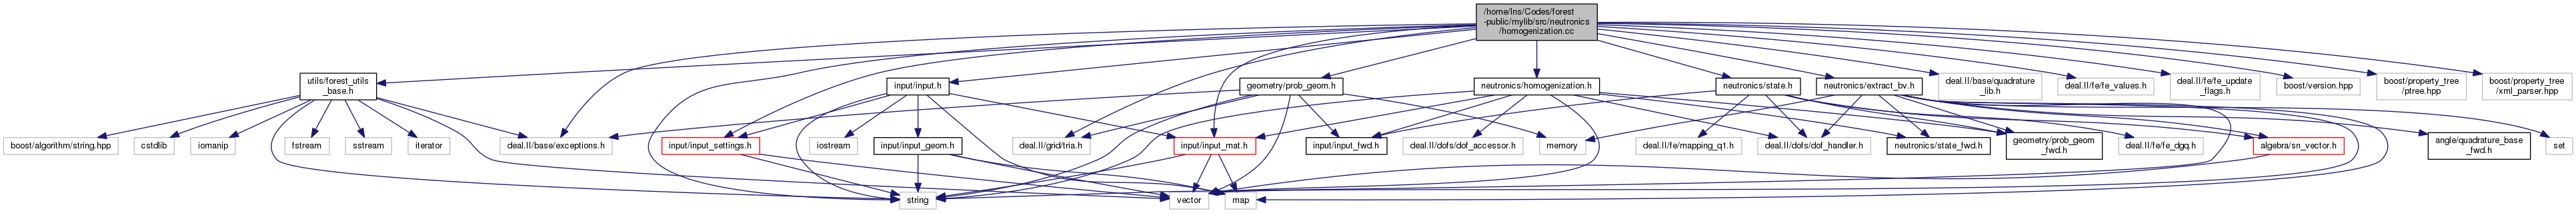 /home/lns/Codes/forest
-public/mylib/src/neutronics
/homogenization.cc
utils/forest_utils
_base.h
input/input.h
geometry/prob_geom.h
neutronics/homogenization.h
neutronics/state.h
neutronics/extract_bv.h
deal.II/base/quadrature
_lib.h
deal.II/fe/fe_values.h
deal.II/fe/fe_update
_flags.h
boost/version.hpp
boost/property_tree
/ptree.hpp
boost/property_tree
/xml_parser.hpp
boost/algorithm/string.hpp
cstdlib
iomanip
fstream
sstream
iterator
deal.II/base/exceptions.h
input/input_settings.h
iostream
input/input_geom.h
deal.II/grid/tria.h
input/input_mat.h
input/input_fwd.h
deal.II/dofs/dof_accessor.h
memory
deal.II/fe/mapping_q1.h
deal.II/dofs/dof_handler.h
neutronics/state_fwd.h
geometry/prob_geom
_fwd.h
deal.II/fe/fe_dgq.h
algebra/sn_vector.h
angle/quadrature_base
_fwd.h
set
string
vector
map